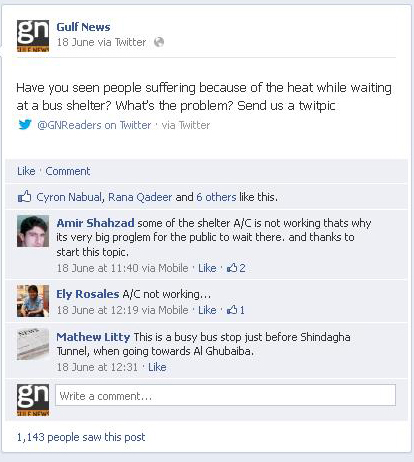 gn
GULF NEWS
Gulf News
18 June via Twitter
Have you seen people suffering because of the heat while waiting
at a bus shelter? What's the problem? Send us a twitpic
@GNReaders on Twitter · via Twitter
Like · Comment
Cyron Nabual, Rana Qadeer and 6 others like this.
Amir Shahzad some of the shelter A/C is not working thats why
its very big proglem for the public to wait there. and thanks to
start this topic.
18 June at 11:40 via Mobile · Like · 2
Ely Rosales A/C not working...
18 June at 12:19 via Mobile · Like · 1
NEWS
Mathew Litty This is a busy bus stop just before Shindagha
Tunnel, when going towards Al Ghubaiba.
18 June at 12:31 · Like
gn
GULF NEWS
Write a comment...
1,143 people saw this post